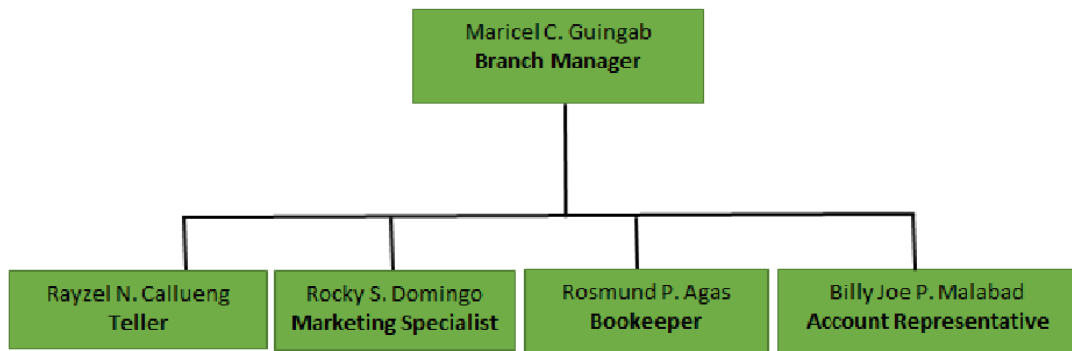 Maricel C. Guingab
Branch Manager
Rayzel N. Callueng
Teller
Rocky S. Domingo
Marketing Specialist
Rosmund P. Agas
Bookeeper
Billy Joe P. Malabad
Account Representative